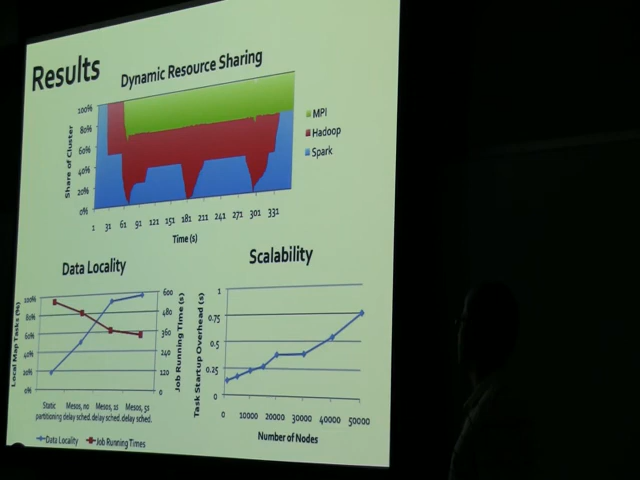 Results
Dynamic Resource Sharing
Share of Cluster
100%
80%
60%
40%
20%
0%
1 31 61 91 121 151 181 211 241 271 301 331
Time (s)
MPI
Hadoop
Spark
Data Locality
Local Map Tasks (%)
100%
80%
60%
40%
20%
0%
600
480
360
240
120
0
Job Running Time (s)
Static Mesos, no Mesos, 1s Mesos, 5s
partitioning delay sched. delay sched. delay sched.
Data Locality Job Running Times
Scalability
Task Startup Overhead (s)
1
0.75
0.5
0.25
0
0 10000 20000 30000 40000 50000
Number of Nodes